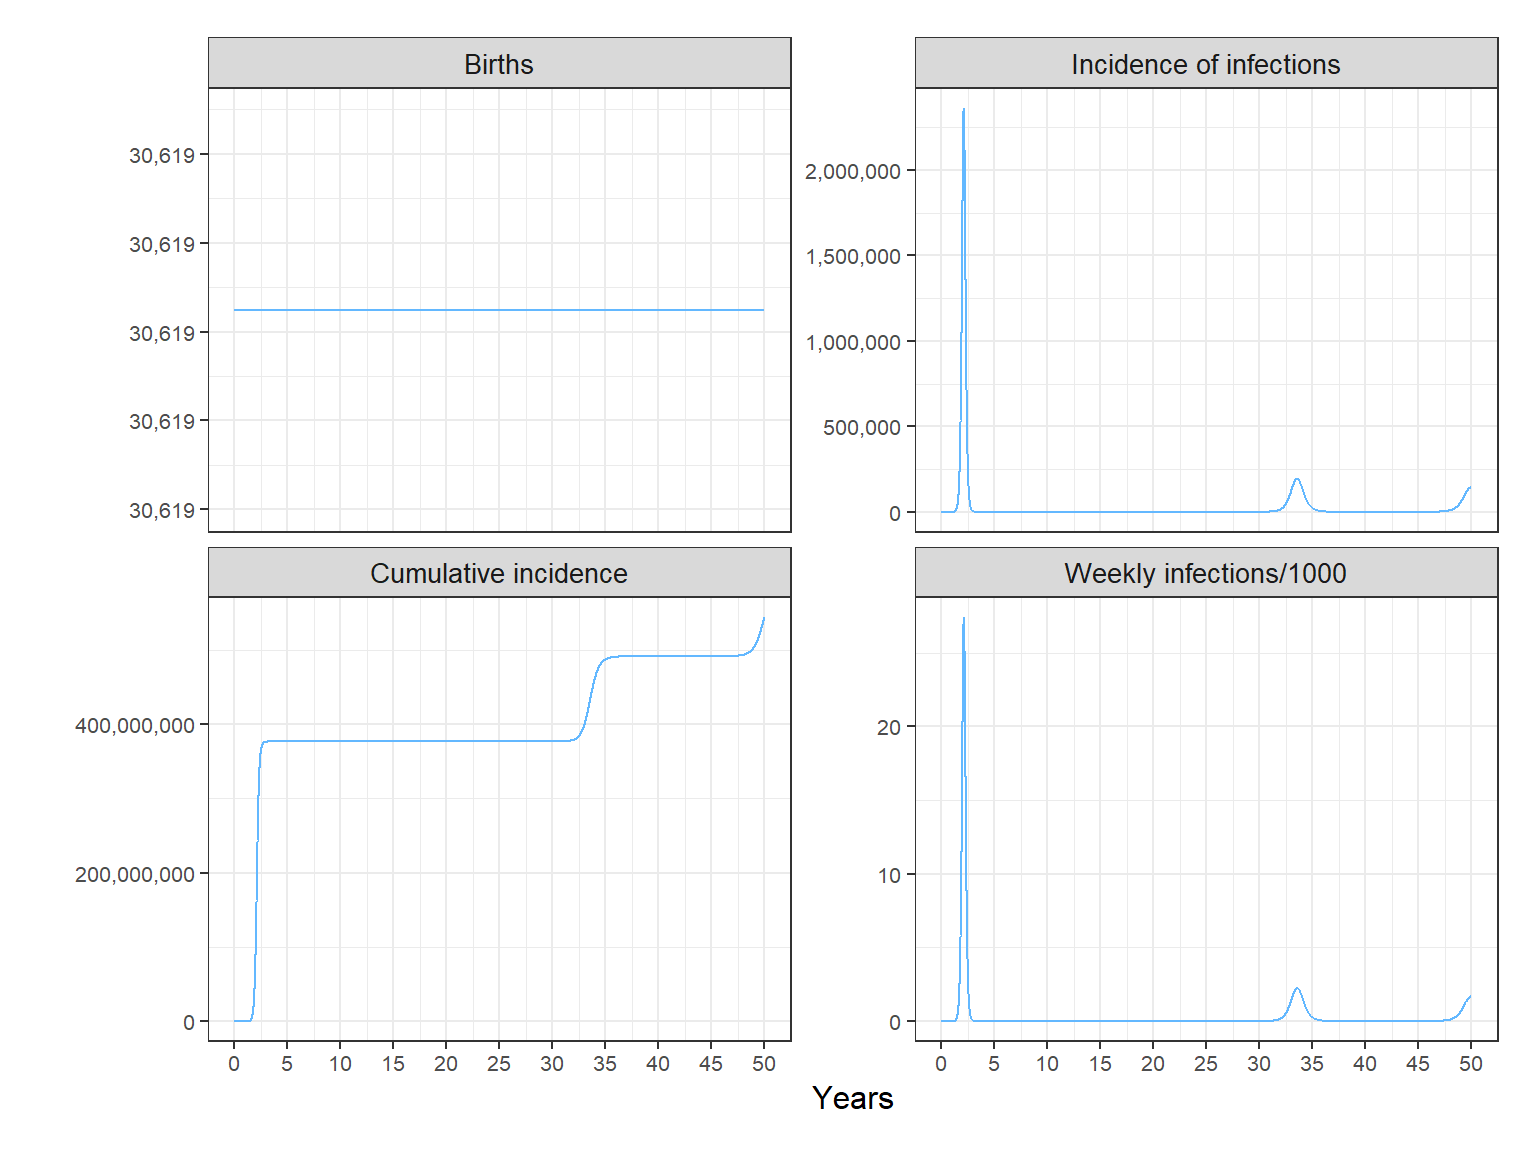 Births
30,619
30,619
30,619
30,619
30,619
Incidence of infections
2,000,000
1,500,000
1,000,000
500,000
0
Cumulative incidence
400,000,000
200,000,000
0
0 5 10 15 20 25 30 35 40 45 50
Weekly infections/1000
20
10
0
0 5 10 15 20 25 30 35 40 45 50
Years